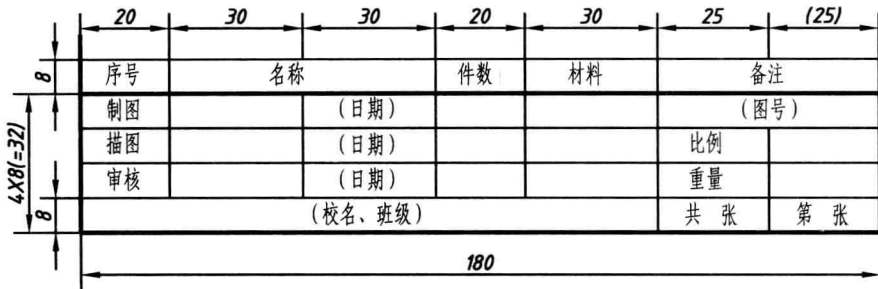 20 30 30 20 30 25 (25)
8 序号 名称 件数 材料 备注
制图 (日期) (图号)
描图 (日期) 比例
审核 (日期) 重量
4X8(=32)
8 (校名、班级) 共 张 第 张
180